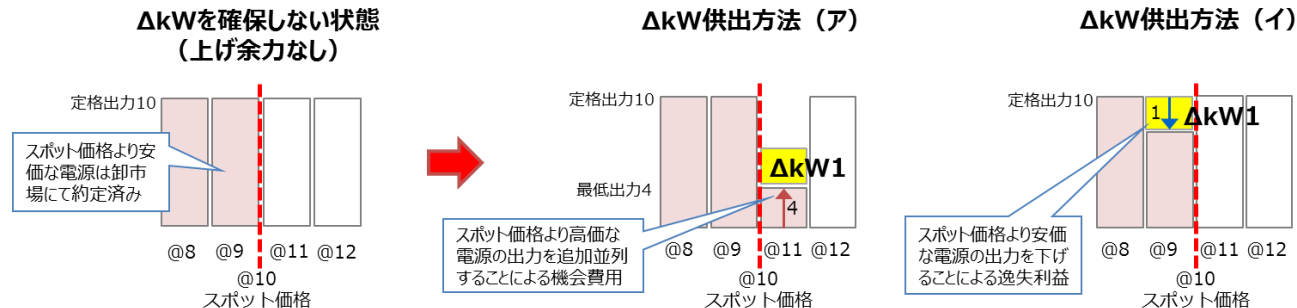 ΔkWを確保しない状態
（上げ余力なし）
定格出力10
スポット価格より安
価な電源は卸市
場にて約定済み
@8
@9
@11
@12
@10
スポット価格
ΔkW供出方法（ア）
定格出力10
ΔkW1
最低出力4
4
スポット価格より高価な
電源の出力を追加並列
することによる機会費用
@8
@9
@11
@12
@10
スポット価格
ΔkW供出方法（イ）
定格出力10
1
ΔkW1
スポット価格より安価
な電源の出力を下げ
ることによる逸失利益
@8
@9
@11
@12
@10
スポット価格